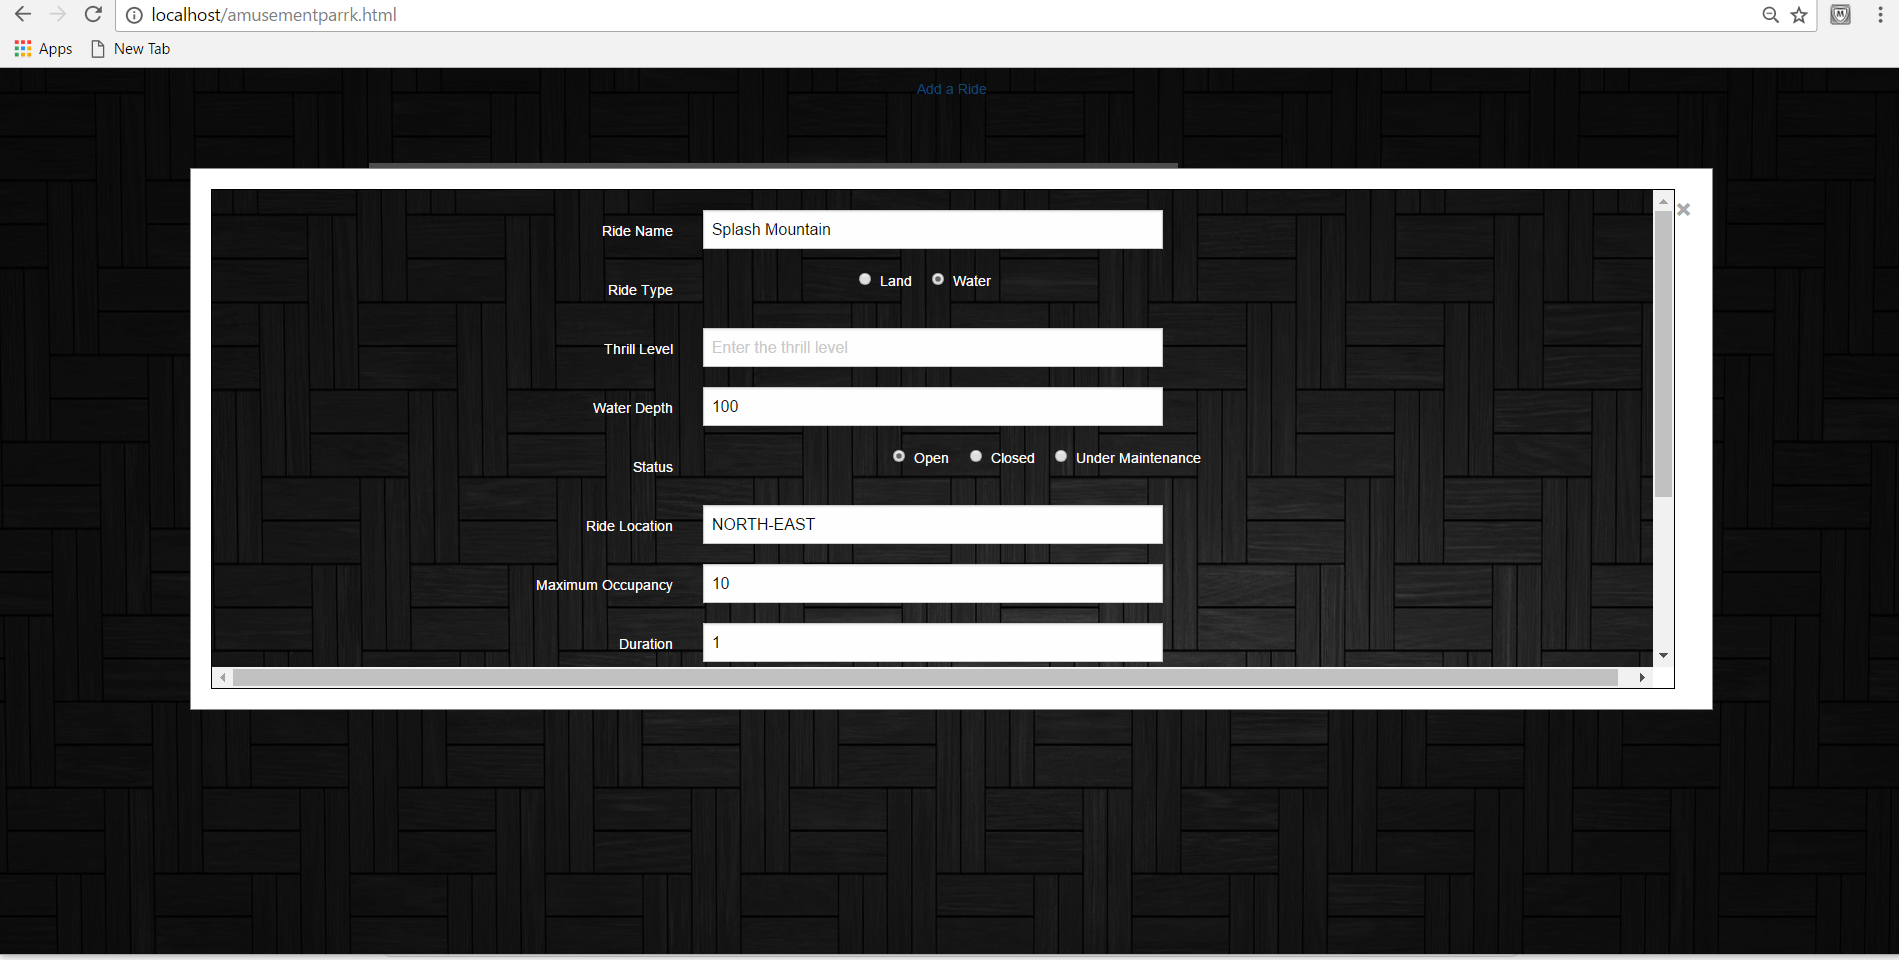 localhost/amusementparrk.html
Apps New Tab
Add a Ride
Ride Name Splash Mountain
Ride Type Land Water
Thrill Level Enter the thrill level
Water Depth 100
Status Open Closed Under Maintenance
Ride Location NORTH-EAST
Maximum Occupancy 10
Duration 1